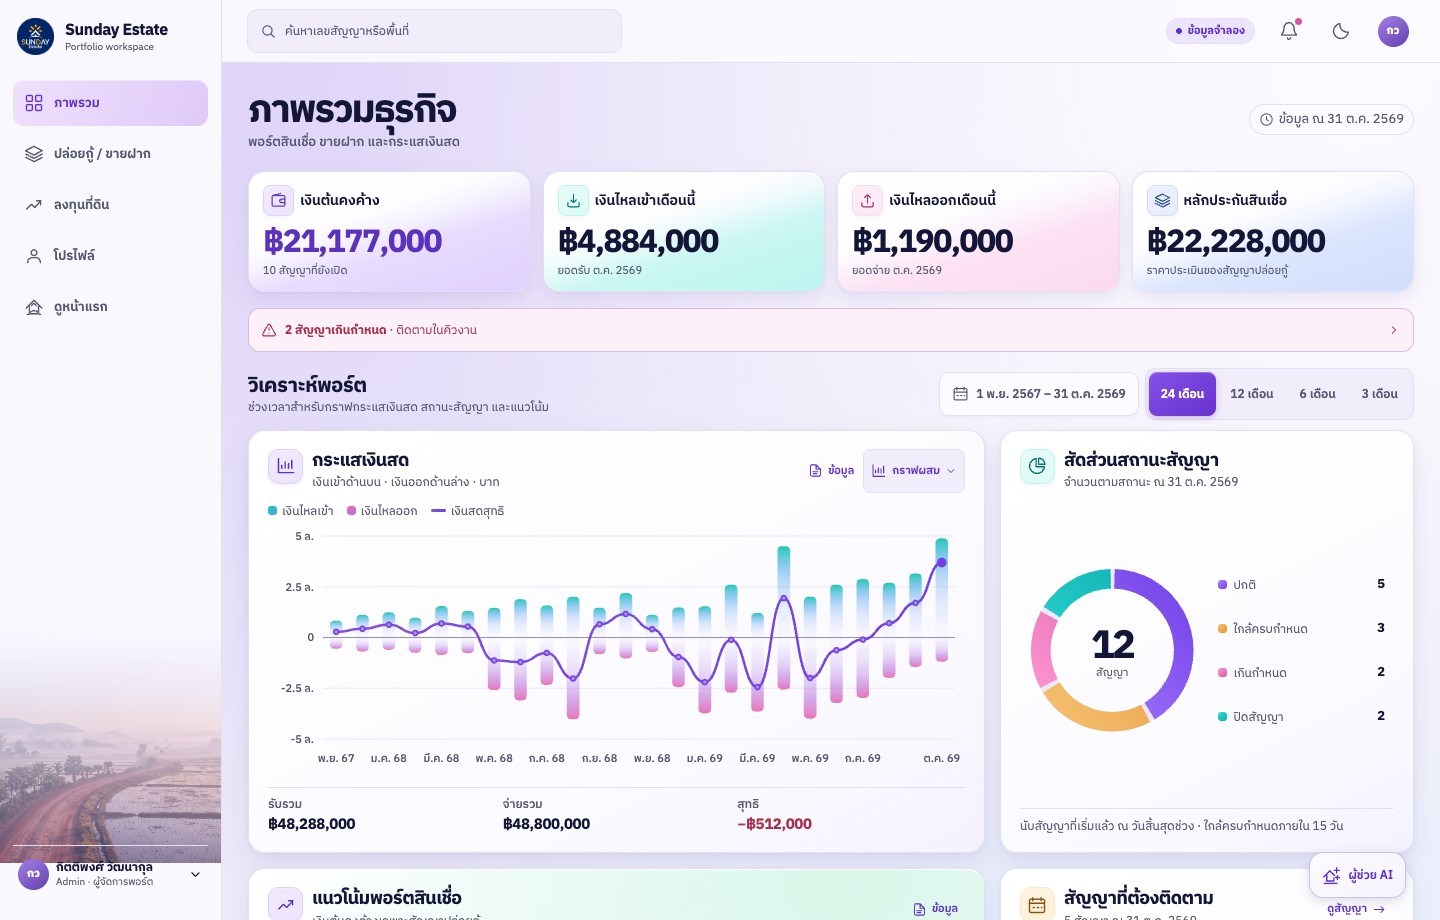 Sunday Estate
Portfolio workspace
SUNDAY
Estate
ค้นหาเลขสัญญาหรือพื้นที่
ข้อมูลจำลอง
กว
ภาพรวม
ปล่อยกู้ / ขายฝาก
ลงทุนที่ดิน
โปรไฟล์
ดูหน้าแรก
กว
กิตติพงศ์ วัฒนากุล
Admin · ผู้จัดการพอร์ต
ภาพรวมธุรกิจ
พอร์ตสินเชื่อ ขายฝาก และกระแสเงินสด
ข้อมูล ณ 31 ต.ค. 2569
เงินต้นคงค้าง
฿21,177,000
10 สัญญาที่ยังเปิด
เงินไหลเข้าเดือนนี้
฿4,884,000
ยอดรับ ต.ค. 2569
เงินไหลออกเดือนนี้
฿1,190,000
ยอดจ่าย ต.ค. 2569
หลักประกันสินเชื่อ
฿22,228,000
ราคาประเมินของสัญญาปล่อยกู้
2 สัญญาเกินกำหนด · ติดตามในคิวงาน
วิเคราะห์พอร์ต
ช่วงเวลาสำหรับกราฟกระแสเงินสด สถานะสัญญา และแนวโน้ม
1 พ.ย. 2567 – 31 ต.ค. 2569
24 เดือน 12 เดือน 6 เดือน 3 เดือน
กระแสเงินสด
เงินเข้าด้านบน · เงินออกด้านล่าง · บาท
ข้อมูล
กราฟผสม
เงินไหลเข้า เงินไหลออก เงินสดสุทธิ
5 ล.
2.5 ล.
0
-2.5 ล.
-5 ล.
พ.ย. 67 ม.ค. 68 มี.ค. 68 พ.ค. 68 ก.ค. 68 ก.ย. 68 พ.ย. 68 ม.ค. 69 มี.ค. 69 พ.ค. 69 ก.ค. 69 ต.ค. 69
รับรวม
฿48,288,000
จ่ายรวม
฿48,800,000
สุทธิ
−฿512,000
สัดส่วนสถานะสัญญา
จำนวนตามสถานะ ณ 31 ต.ค. 2569
12
สัญญา
ปกติ 5
ใกล้ครบกำหนด 3
เกินกำหนด 2
ปิดสัญญา 2
นับสัญญาที่เริ่มแล้ว ณ วันสิ้นสุดช่วง · ใกล้ครบกำหนดภายใน 15 วัน
แนวโน้มพอร์ตสินเชื่อ
ข้อมูล
สัญญาที่ต้องติดตาม
5 สัญญา ณ 31 ต.ค. 2569
ผู้ช่วย AI
ดูสัญญา